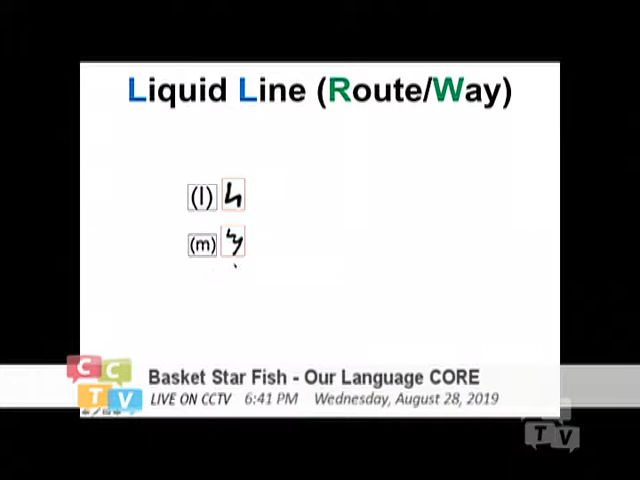 Liquid Line (Route/Way)
(l)
(m)
CCTV
Basket Star Fish - Our Language CORE
LIVE ON CCTV 6:41 PM Wednesday, August 28, 2019
TV